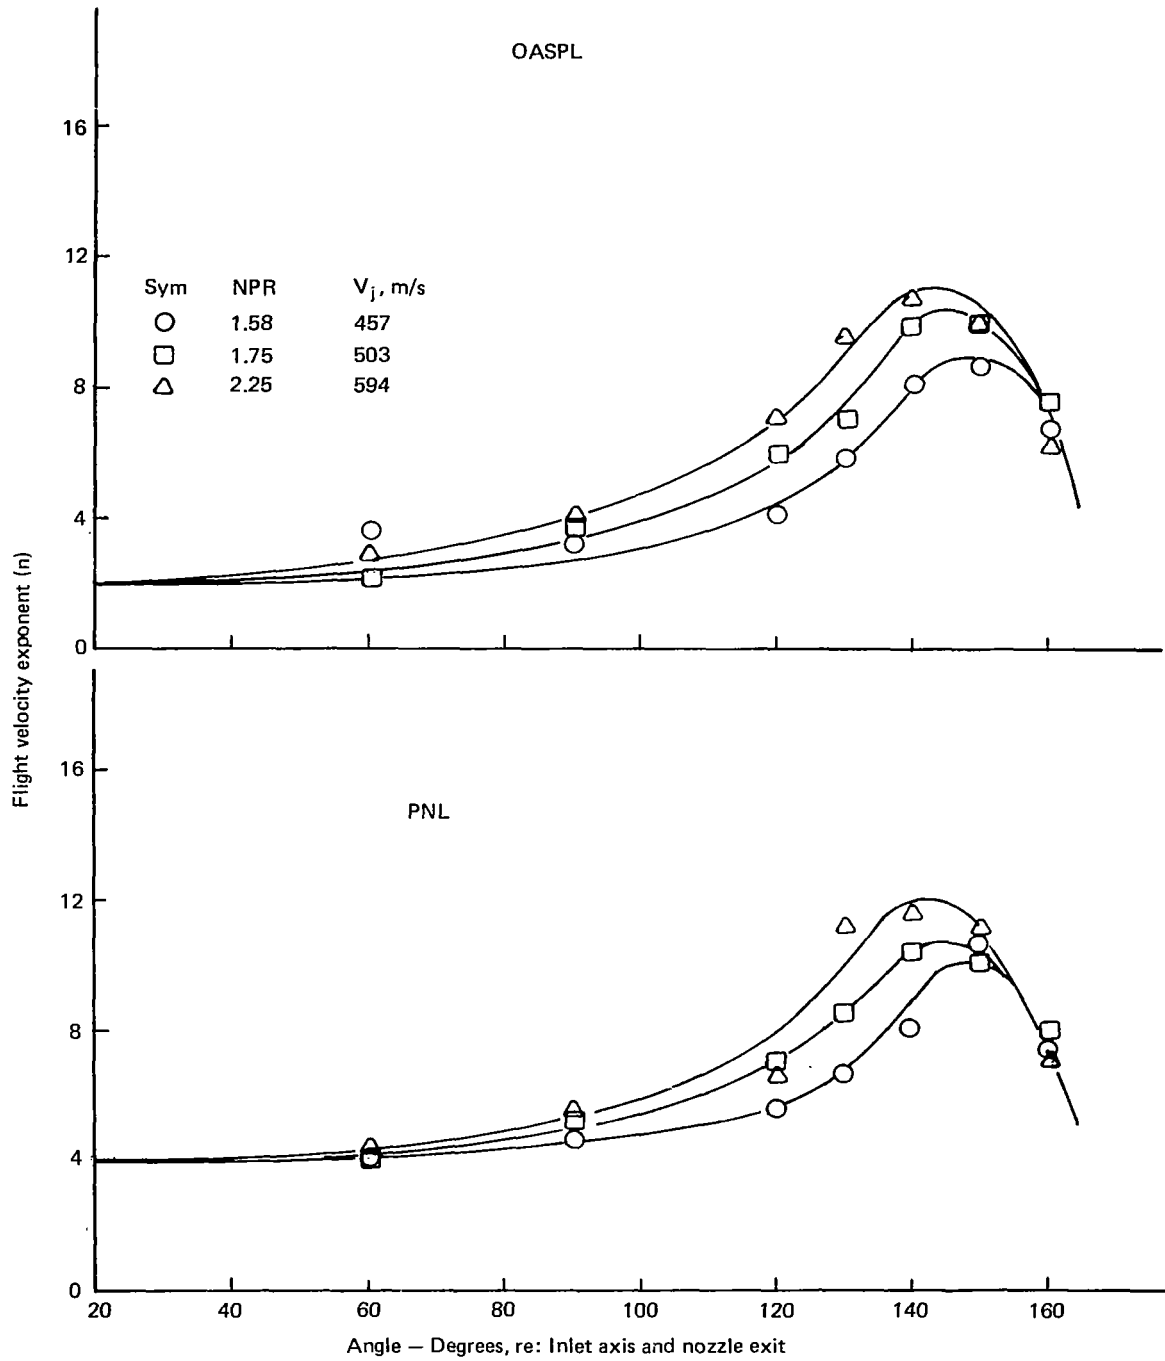 OASPL
16
12
8
4
0
Sym NPR Vj, m/s
1.58 457
1.75 503
2.25 594
Flight velocity exponent (n)
PNL
16
12
8
4
0
20 40 60 80 100 120 140 160
Angle — Degrees, re: Inlet axis and nozzle exit